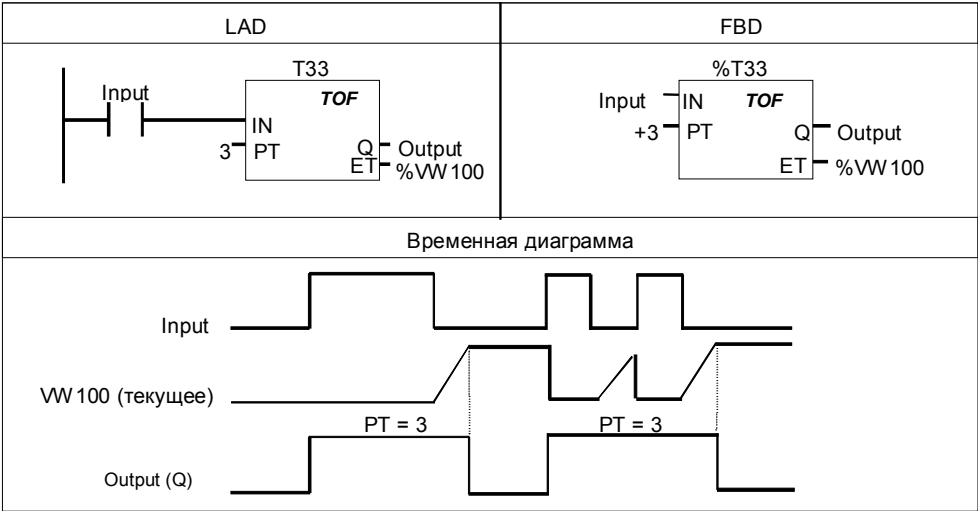 LAD
FBD
T33
TOF
Input
IN
3 PT
Q Output
ET %VW100
%T33
TOF
Input IN
+3 PT
Q Output
ET %VW100
Временная диаграмма
Input
VW100 (текущее)
PT = 3 PT = 3
Output (Q)